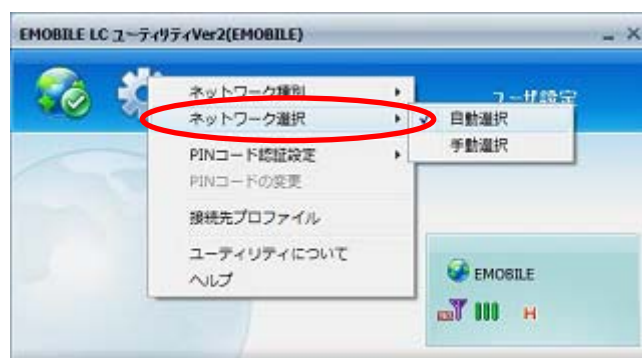 EMOBILE LC ユーティリティVer2(EMOBILE)
ネットワーク種別
ユーザ設定
ネットワーク選択
自動選択
手動選択
PINコード認証設定
PINコードの変更
接続先プロファイル
ユーティリティについて
ヘルプ
EMOBILE
H